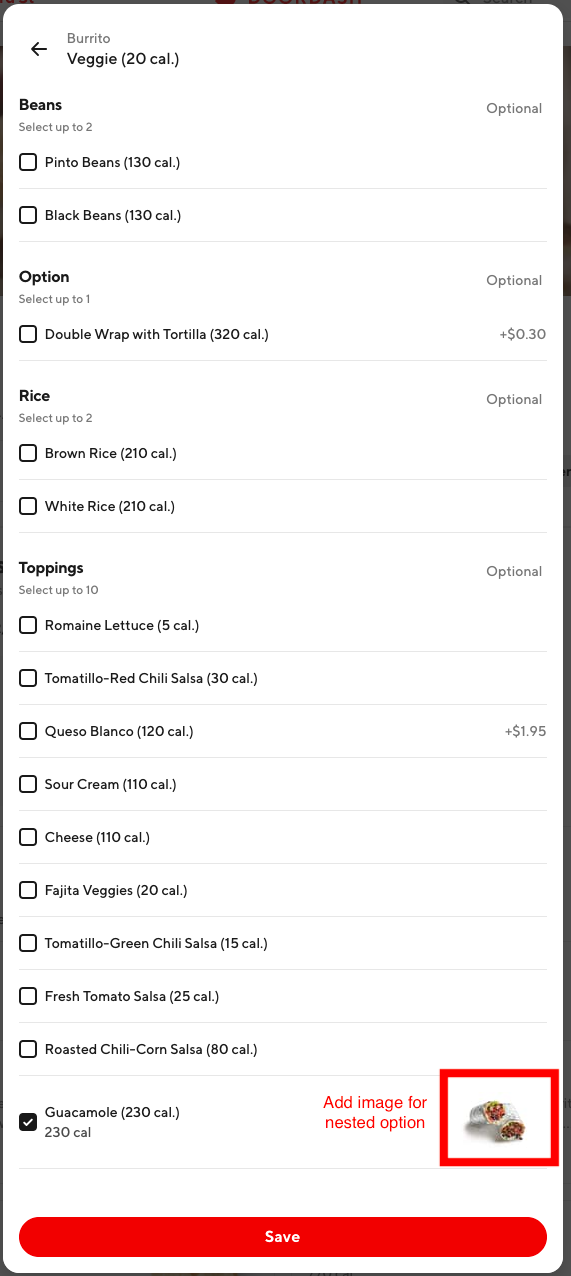 DOORDASH
Search
Burrito
Veggie (20 cal.)
Beans
Optional
Select up to 2
Pinto Beans (130 cal.)
Black Beans (130 cal.)
Option
Optional
Select up to 1
Double Wrap with Tortilla (320 cal.)
+$0.30
Rice
Optional
Select up to 2
Brown Rice (210 cal.)
White Rice (210 cal.)
Toppings
Optional
Select up to 10
Romaine Lettuce (5 cal.)
Tomatillo-Red Chili Salsa (30 cal.)
Queso Blanco (120 cal.)
+$1.95
Sour Cream (110 cal.)
Cheese (110 cal.)
Fajita Veggies (20 cal.)
Tomatillo-Green Chili Salsa (15 cal.)
Fresh Tomato Salsa (25 cal.)
Roasted Chili-Corn Salsa (80 cal.)
Guacamole (230 cal.)
230 cal
Add image for
nested option
Save